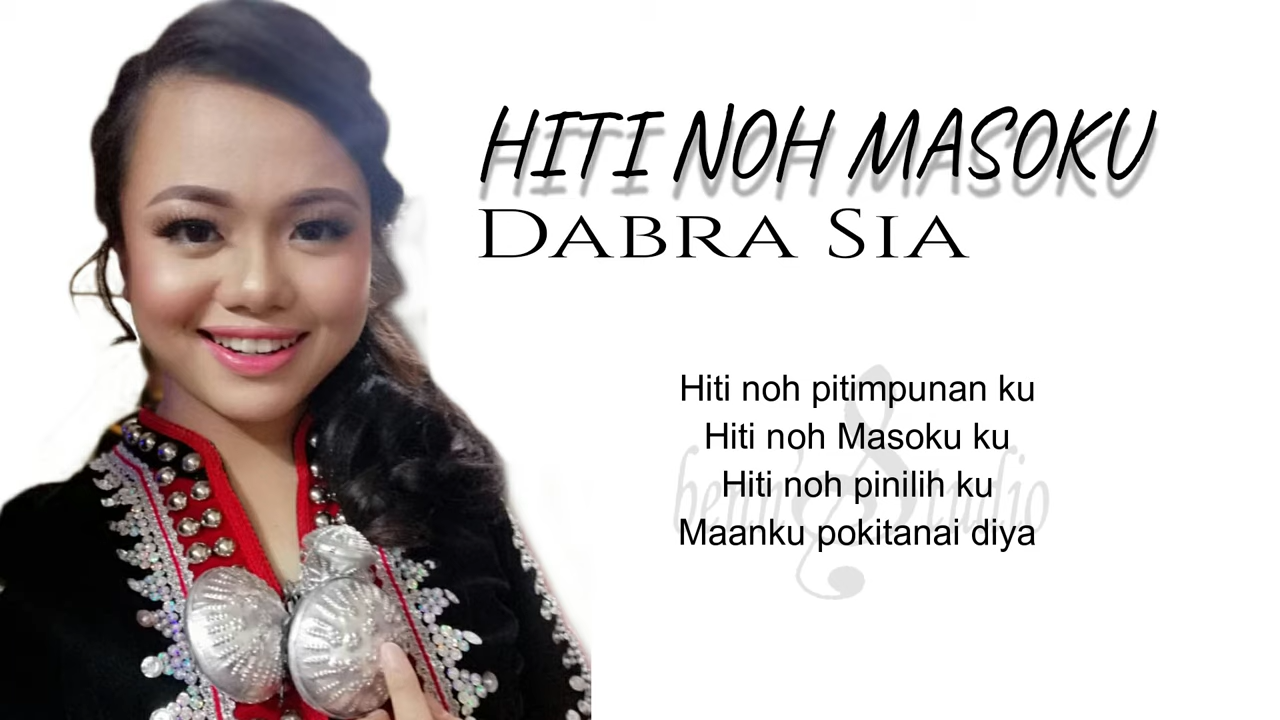 HITI NOH MASOKU
DABRA SIA
Hiti noh pitimpunan ku
Hiti noh Masoku ku
Hiti noh pinilih ku
Maanku pokitanai diya